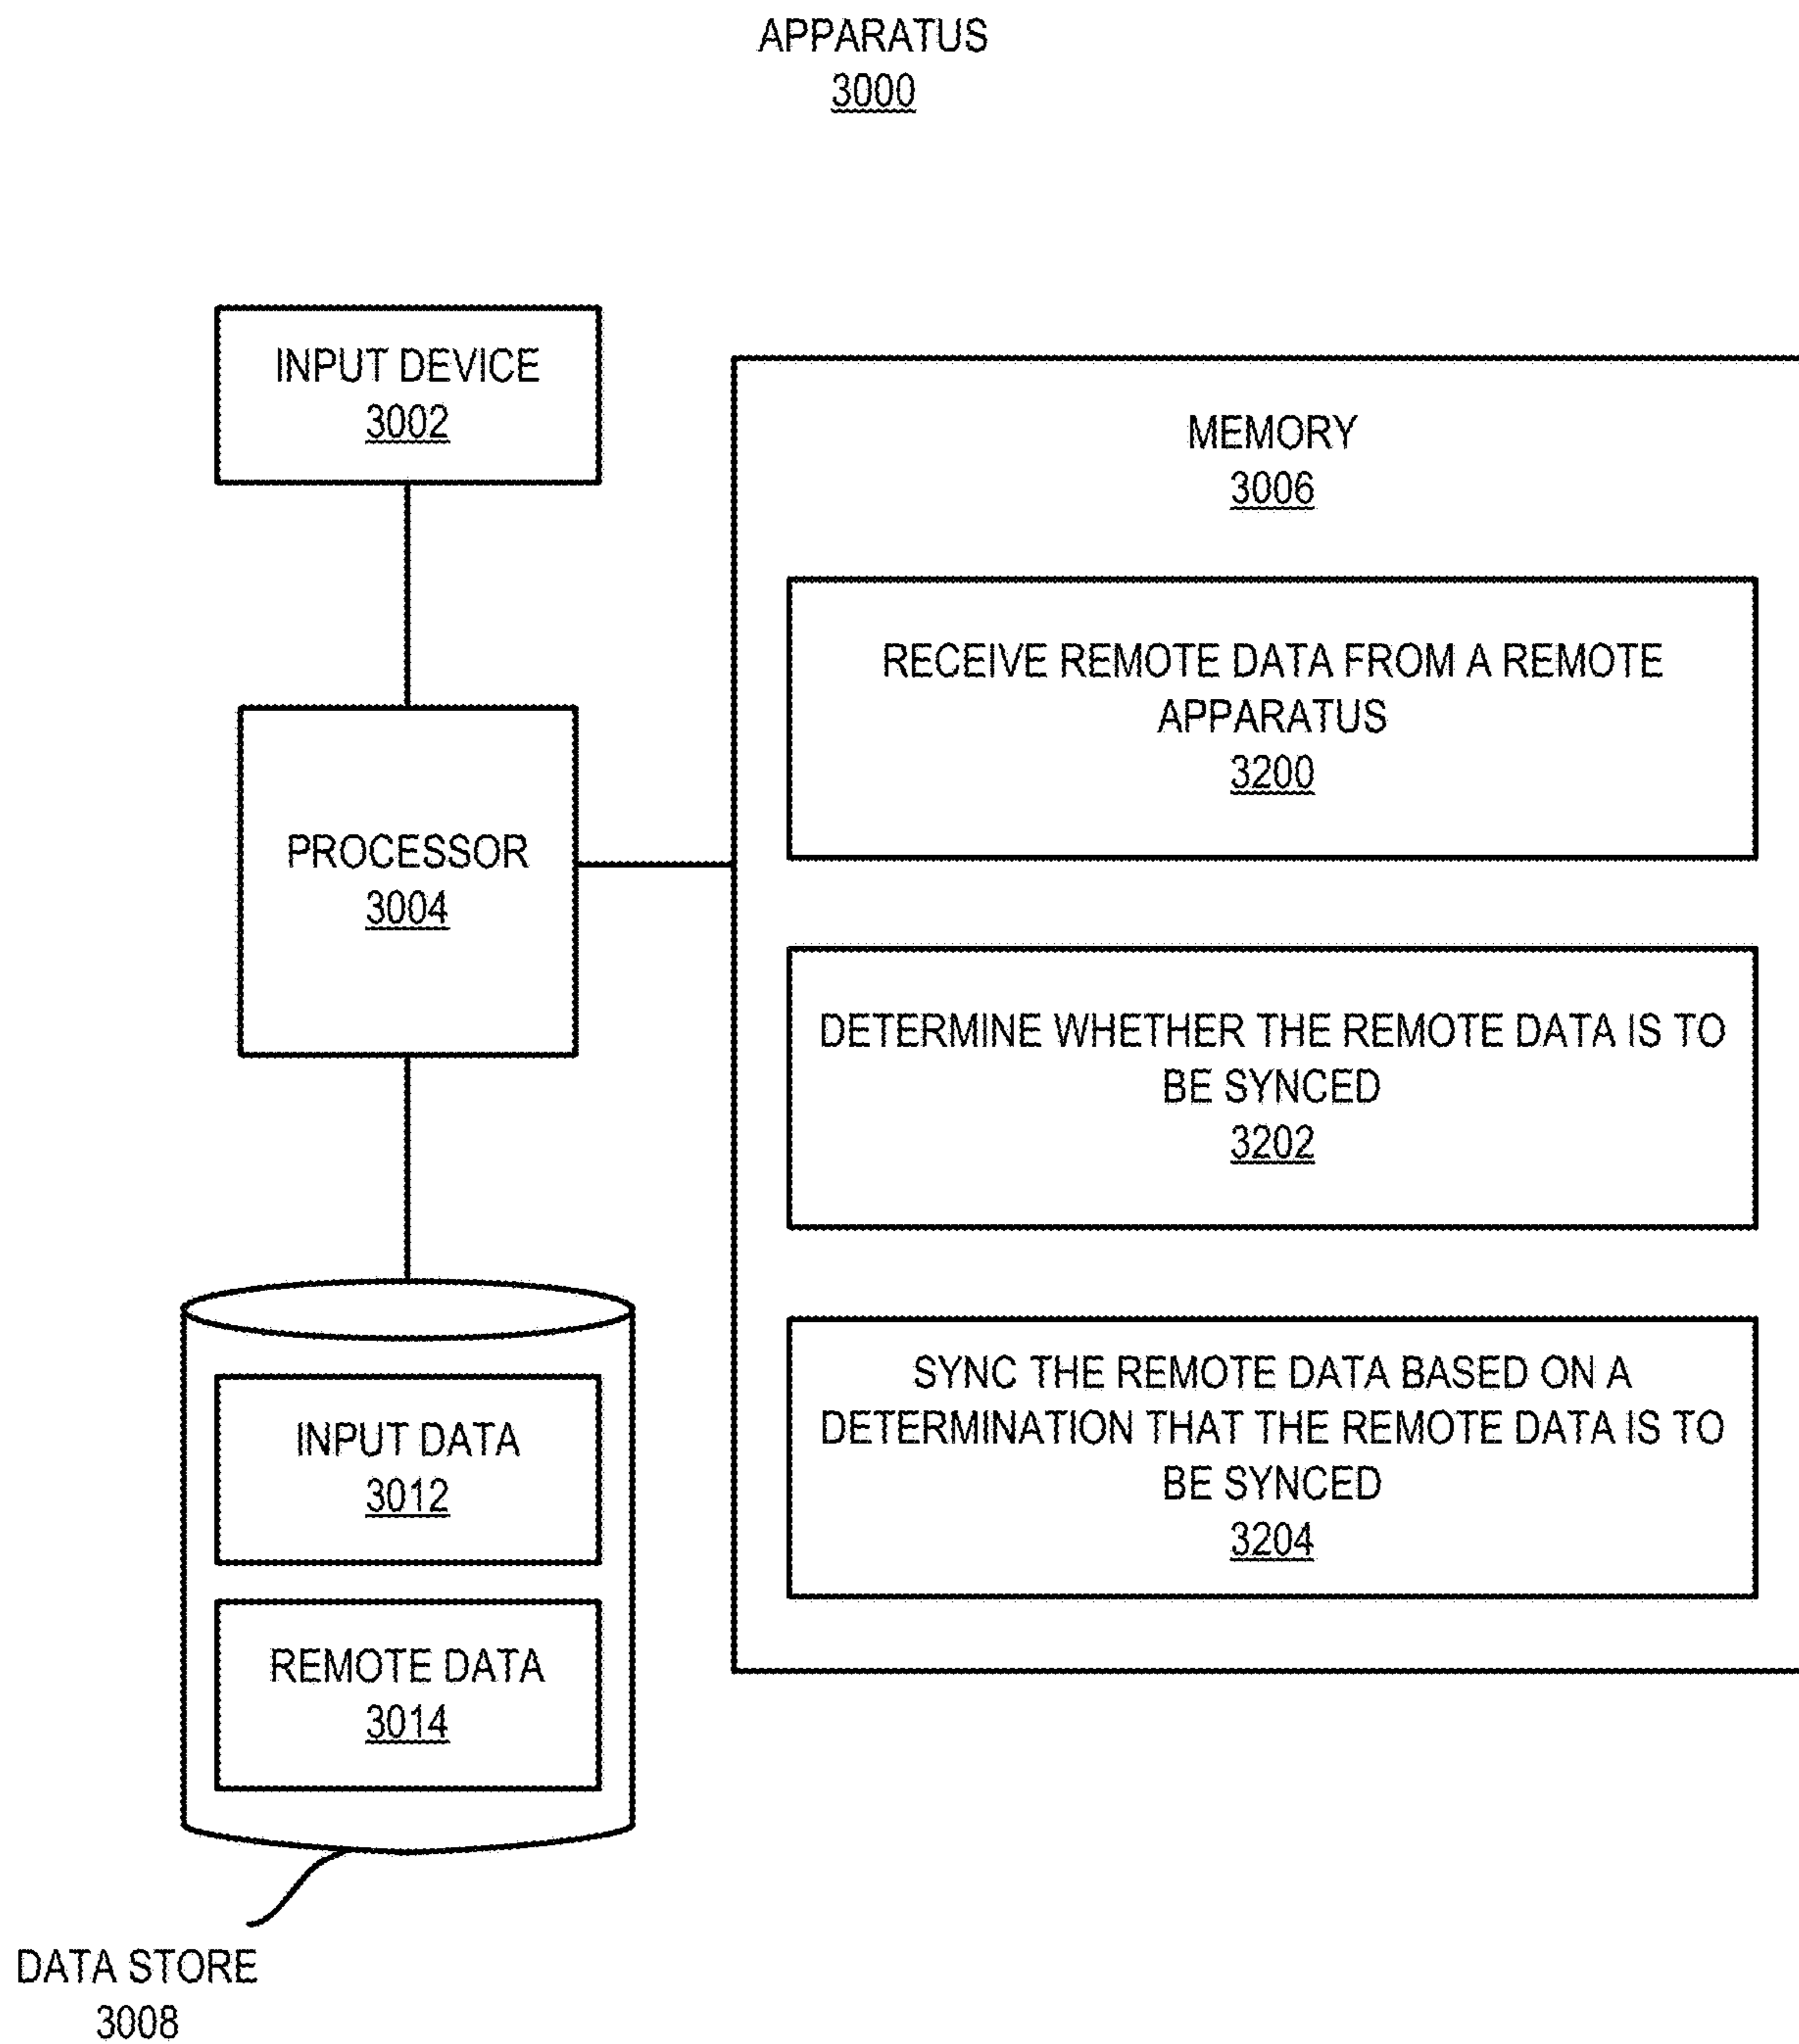 APPARATUS
3000
INPUT DEVICE
3002
PROCESSOR
3004
INPUT DATA
3012
REMOTE DATA
3014
DATA STORE
3008
MEMORY
3006
RECEIVE REMOTE DATA FROM A REMOTE
APPARATUS
3200
DETERMINE WHETHER THE REMOTE DATA IS TO
BE SYNCED
3202
SYNC THE REMOTE DATA BASED ON A
DETERMINATION THAT THE REMOTE DATA IS TO
BE SYNCED
3204